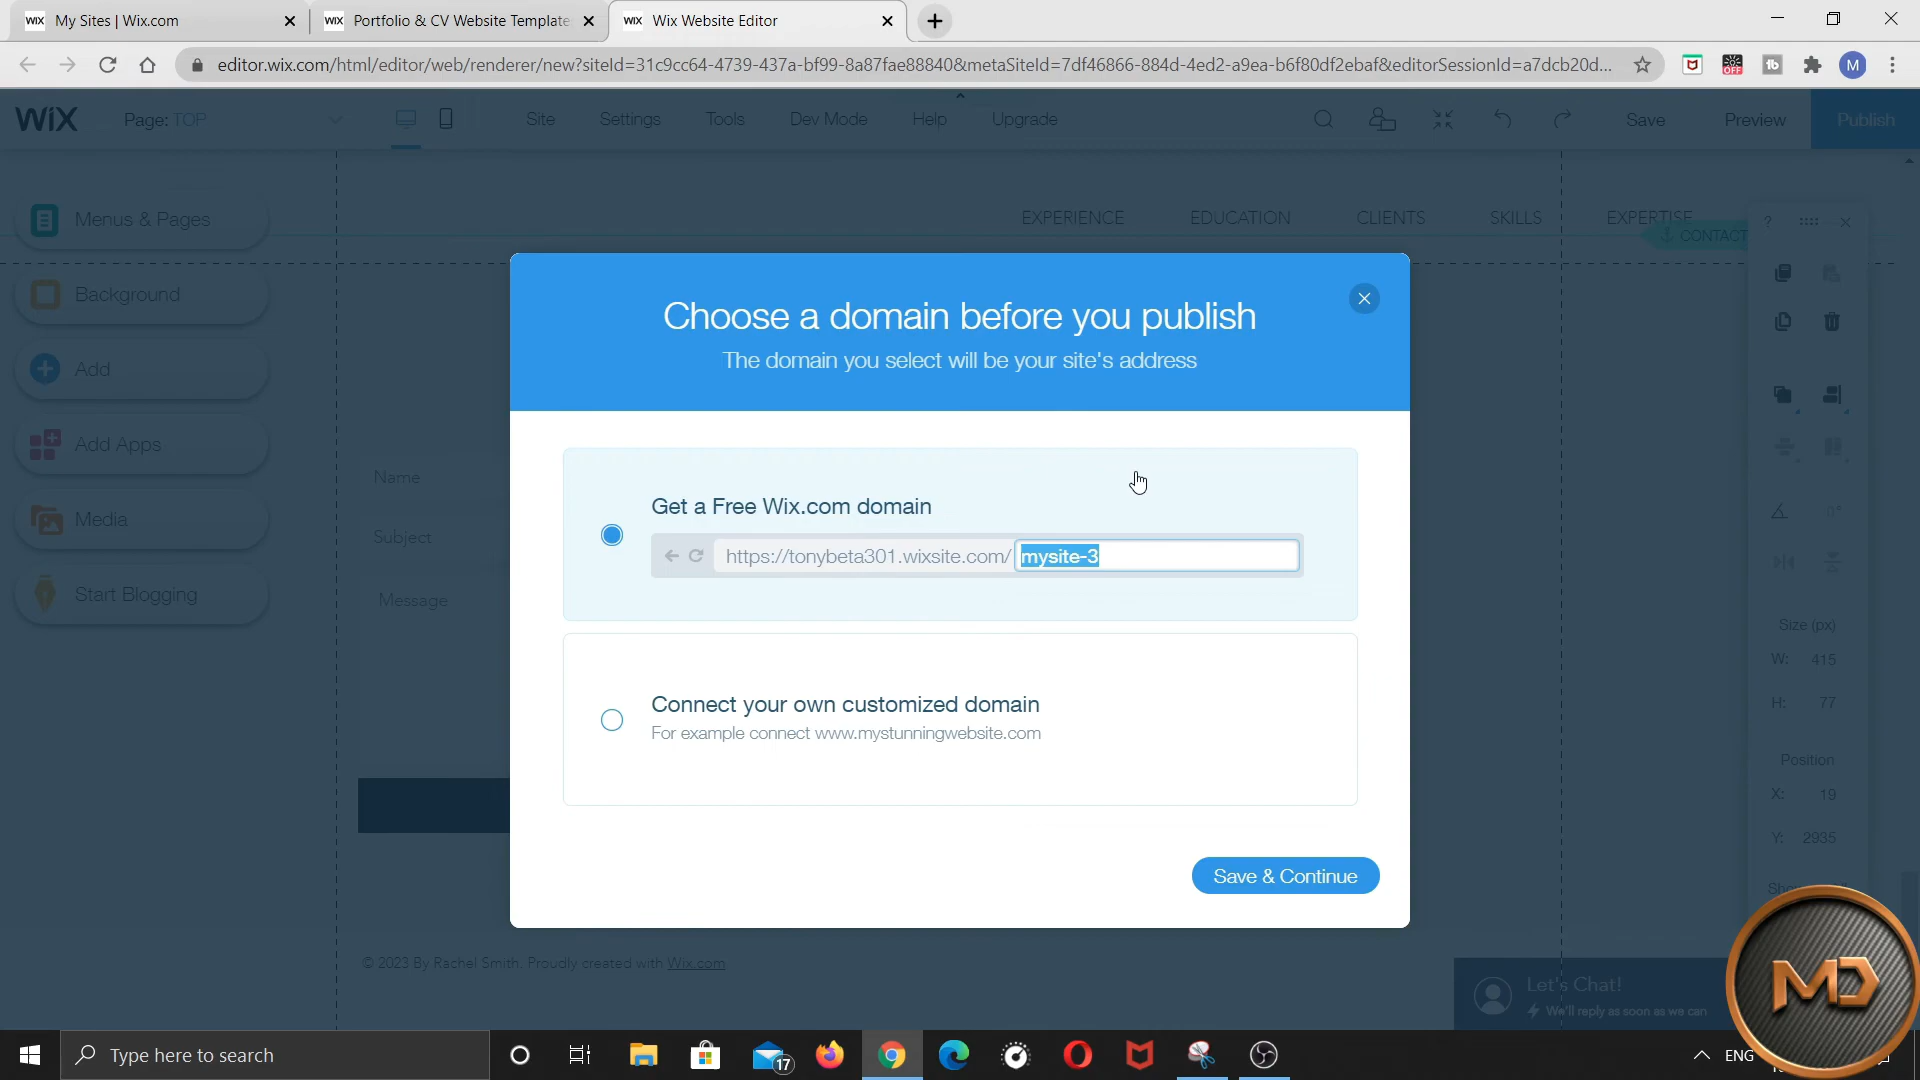 WIX My Sites | Wix.com
WIX Portfolio & CV Website Template
WIX Wix Website Editor
editor.wix.com/html/editor/web/renderer/new?siteId=31c9cc64-4739-437a-bf99-8a87fae88840&metaSiteId=7df46866-884d-4ed2-a9ea-b6f80df2ebaf&editorSessionId=a7dcb20d...
OFF
M
WiX
Page: TOP
Site
Settings
Tools
Dev Mode
Help
Upgrade
Save
Preview
Publish
Menus & Pages
Background
Add
Add Apps
Media
Start Blogging
EXPERIENCE
EDUCATION
CLIENTS
SKILLS
EXPERTISE
CONTACT
?
Name
Subject
Message
Choose a domain before you publish
The domain you select will be your site's address
Get a Free Wix.com domain
https://tonybeta301.wixsite.com/ mysite-3
Connect your own customized domain
For example connect www.mystunningwebsite.com
Save & Continue
Size (px)
W: 415
H: 77
Position
X: 19
Y: 2935
© 2023 By Rachel Smith. Proudly created with Wix.com
Let's Chat!
We'll reply as soon as we can
MD
Type here to search
17
ENG